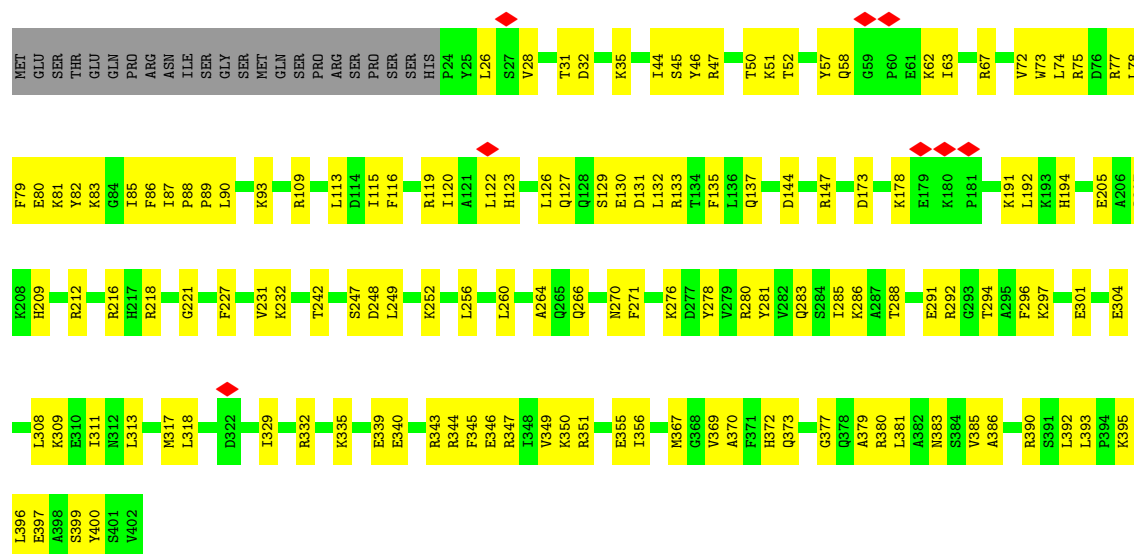 MET GLU SER THR GLU GLN PRO ARG ASN ILE SER GLY SER MET GLN SER PRO ARG SER PRO SER SER HIS P24 Y25 L26 S27 V28 T31 D32 K35 I44 S45 Y46 R47 T50 K51 T52 Y57 Q58 G59 P60 E61 K62 I63 R67 V72 W73 L74 R75 D76 R77 L78
F79 E80 K81 Y82 K83 G84 I85 F86 I87 P88 P89 L90 K93 R109 L113 D114 I115 F116 R119 I120 A121 L122 H123 L126 Q127 Q128 S129 E130 D131 L132 R133 T134 F135 L136 Q137 D144 R147 D173 K178 E179 K180 P181 K191 L192 K193 H194 E205 A206
K208 H209 R212 R216 H217 R218 G221 F227 V231 K232 T242 S247 D248 L249 K252 L256 L260 A264 Q265 Q266 N270 F271 K276 D277 Y278 V279 R280 Y281 V282 Q283 S284 I285 K286 A287 T288 E291 R292 G293 T294 A295 F296 K297 E301 E304
L308 K309 E310 I311 N312 L313 M317 L318 D322 I329 R332 K335 E339 E340 R343 R344 F345 E346 R347 I348 V349 K350 R351 E355 I356 M367 G368 V369 A370 F371 H372 Q373 G377 Q378 A379 R380 L381 A382 N383 S384 V385 A386 R390 S391 L392 L393 P394 K395
L396 E397 A398 S399 Y400 S401 V402